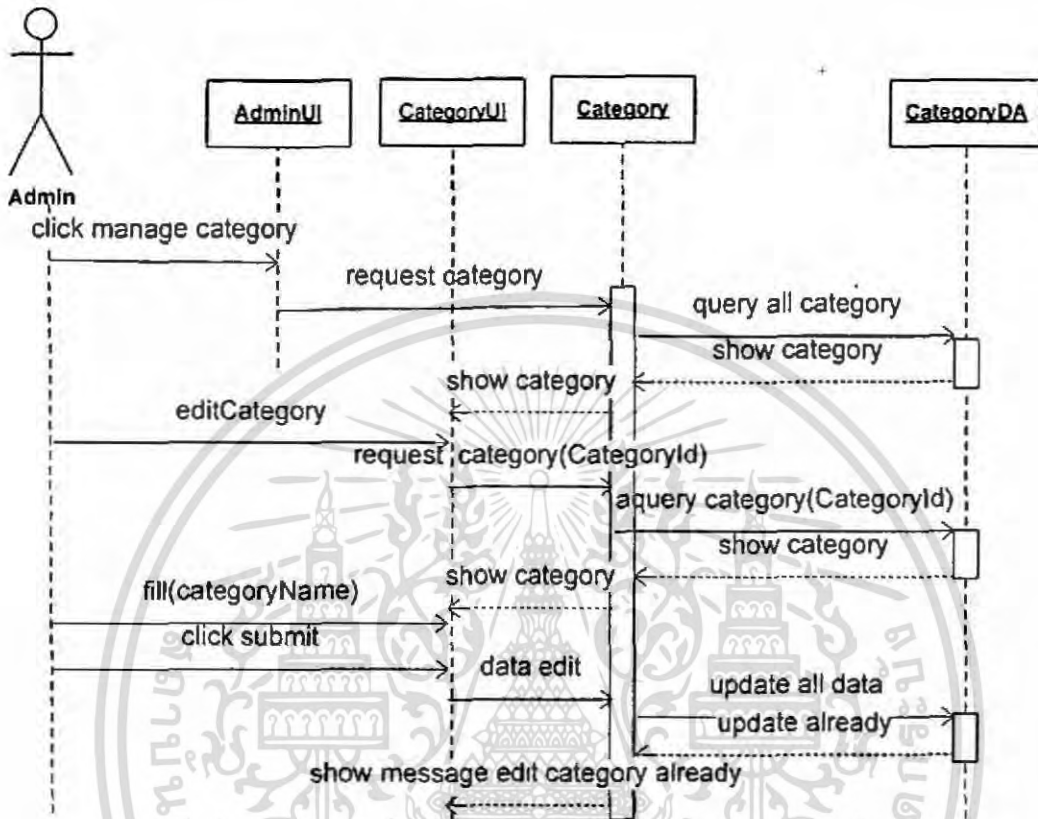 AdminUI
CategoryUI
Category
CategoryDA
Admin
click manage category
request category
query all category
show category
show category
editCategory
request category(CategoryId)
aquery category(CategoryId)
show category
show category
fill(categoryName)
click submit
data edit
update all data
update already
show message edit category already